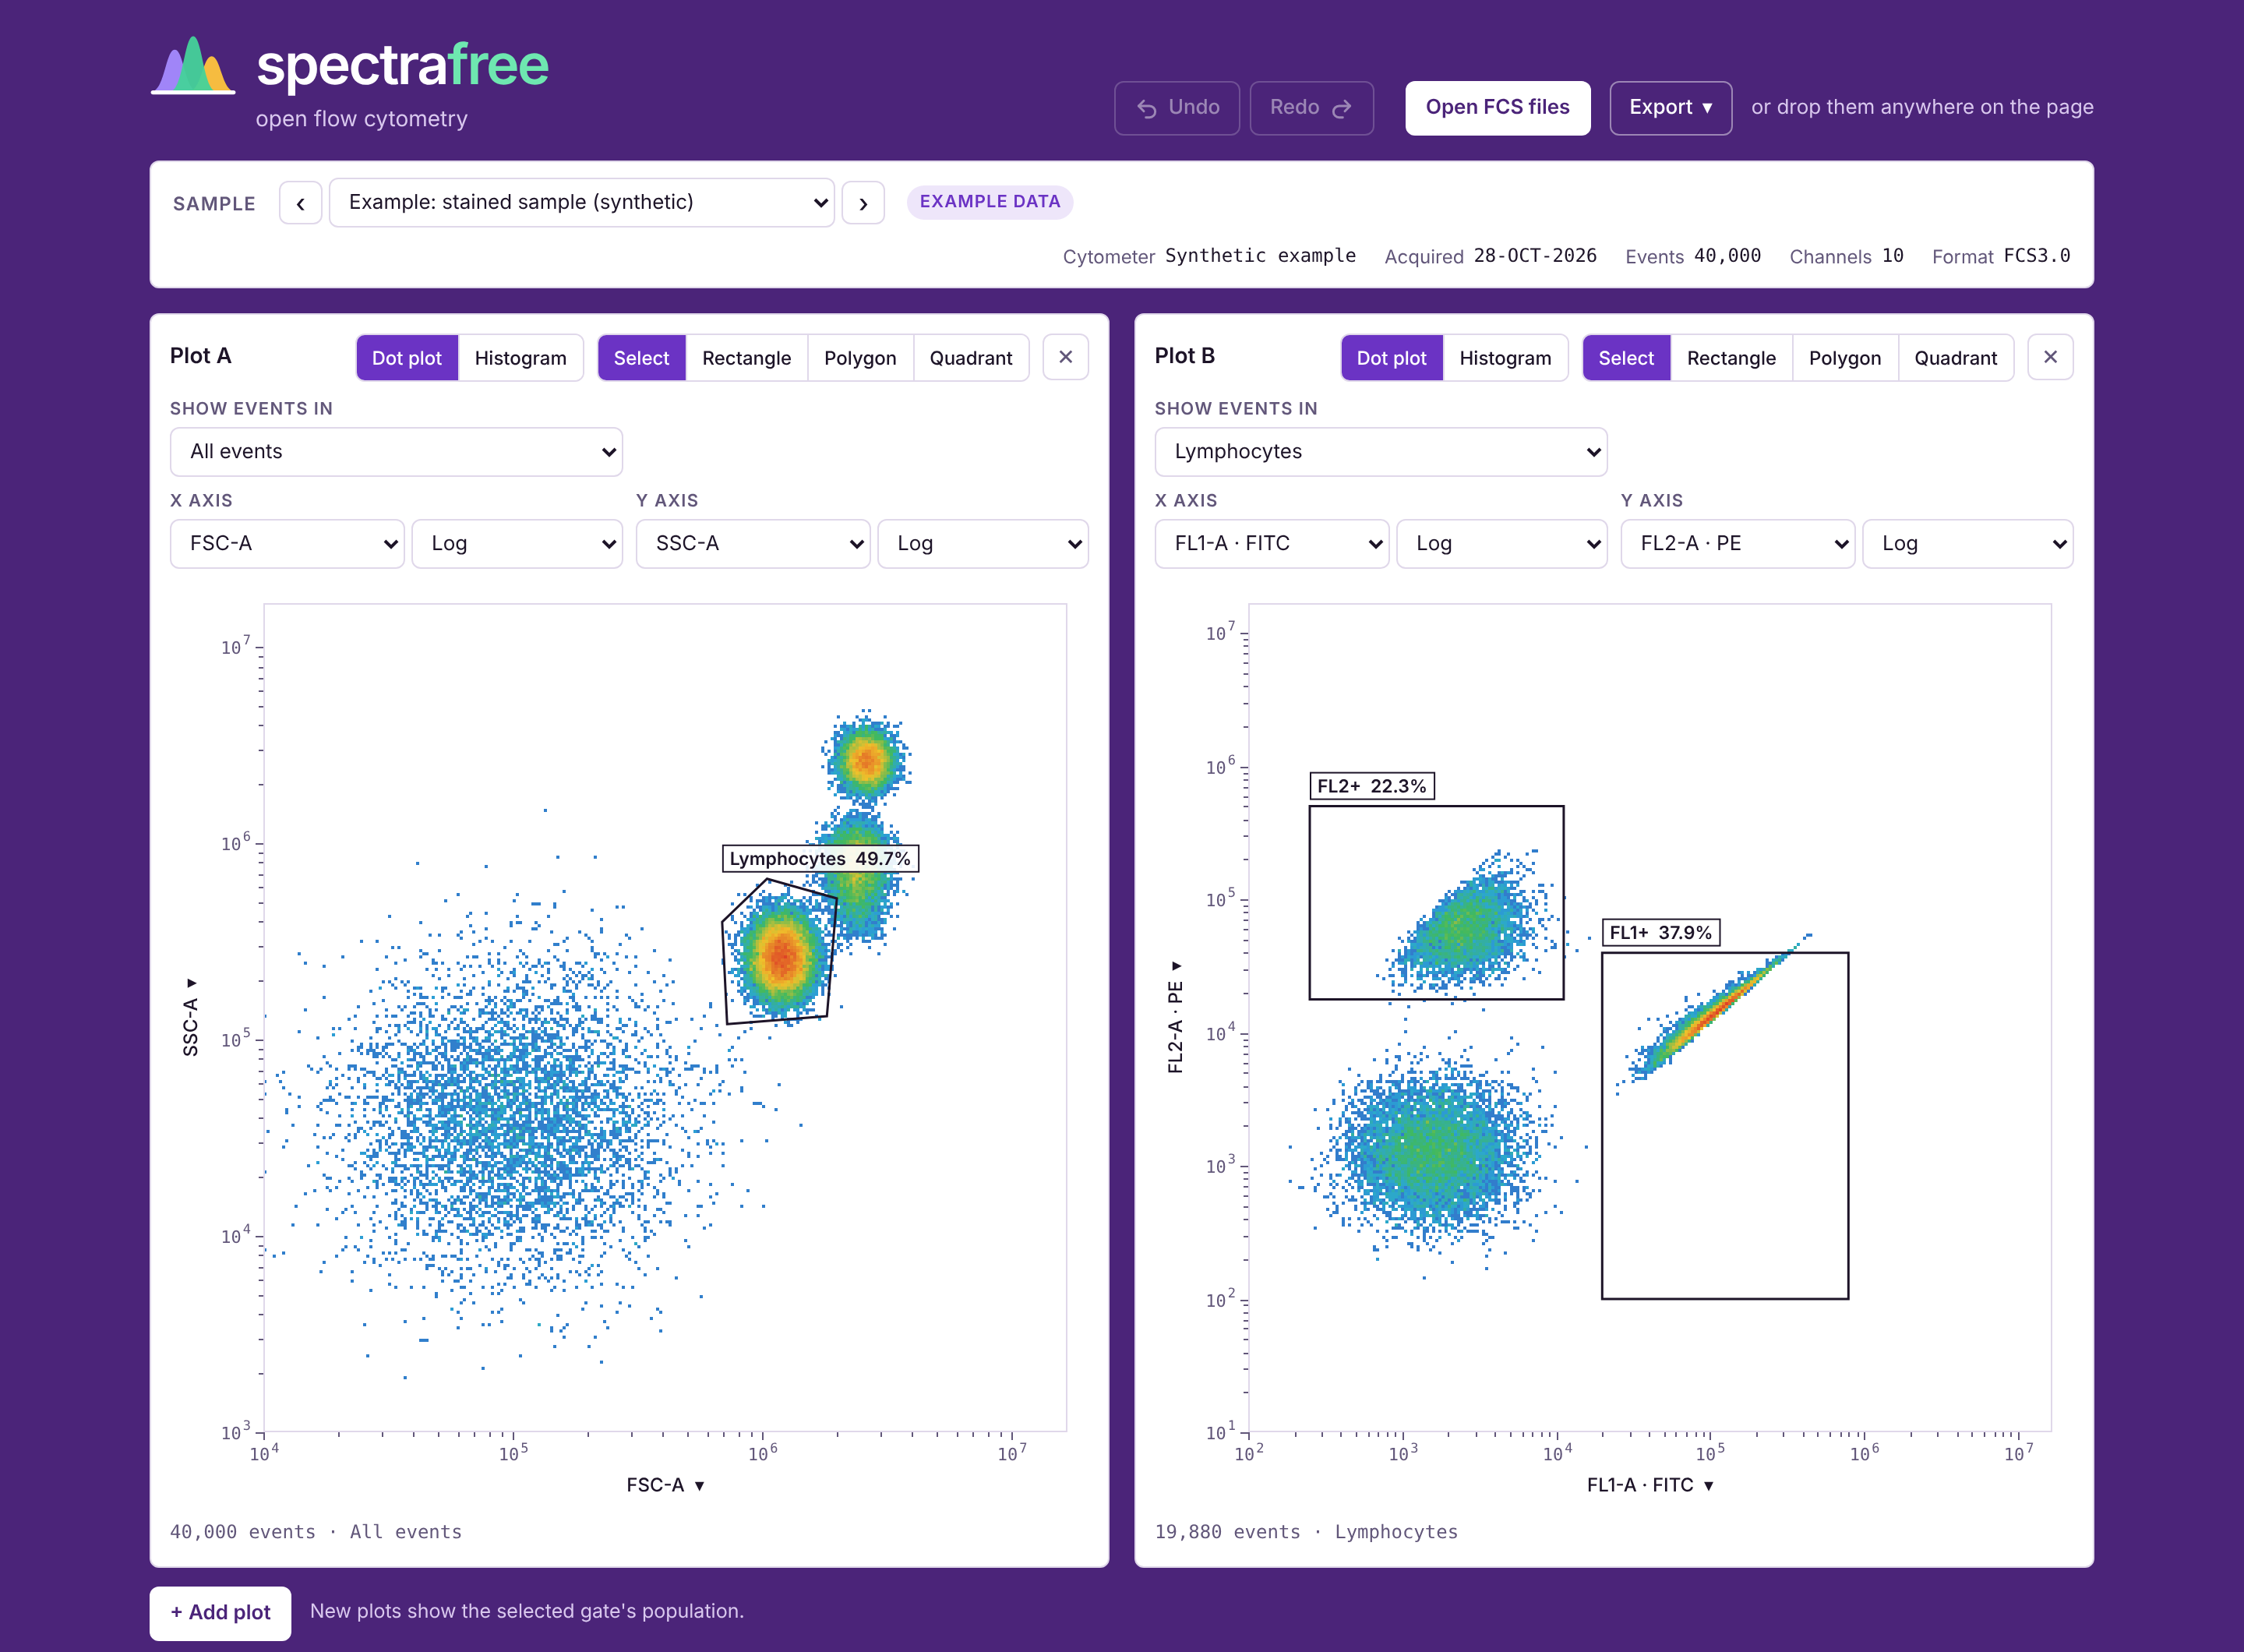 spectrafree
open flow cytometry
Undo Redo Open FCS files Export ▾ or drop them anywhere on the page
SAMPLE ‹ Example: stained sample (synthetic) › EXAMPLE DATA
Cytometer Synthetic example Acquired 28-OCT-2026 Events 40,000 Channels 10 Format FCS3.0
Plot A Dot plot Histogram Select Rectangle Polygon Quadrant ✕
SHOW EVENTS IN
All events
X AXIS Y AXIS
FSC-A Log SSC-A Log
10⁷
10⁶
Lymphocytes 49.7%
10⁵
10⁴
10³
SSC-A ▾
10⁴ 10⁵ 10⁶ 10⁷
FSC-A ▾
40,000 events · All events
Plot B Dot plot Histogram Select Rectangle Polygon Quadrant ✕
SHOW EVENTS IN
Lymphocytes
X AXIS Y AXIS
FL1-A · FITC Log FL2-A · PE Log
10⁷
10⁶
FL2+ 22.3%
10⁵
FL1+ 37.9%
10⁴
10³
10²
10¹
FL2-A · PE ▾
10² 10³ 10⁴ 10⁵ 10⁶ 10⁷
FL1-A · FITC ▾
19,880 events · Lymphocytes
+ Add plot New plots show the selected gate's population.